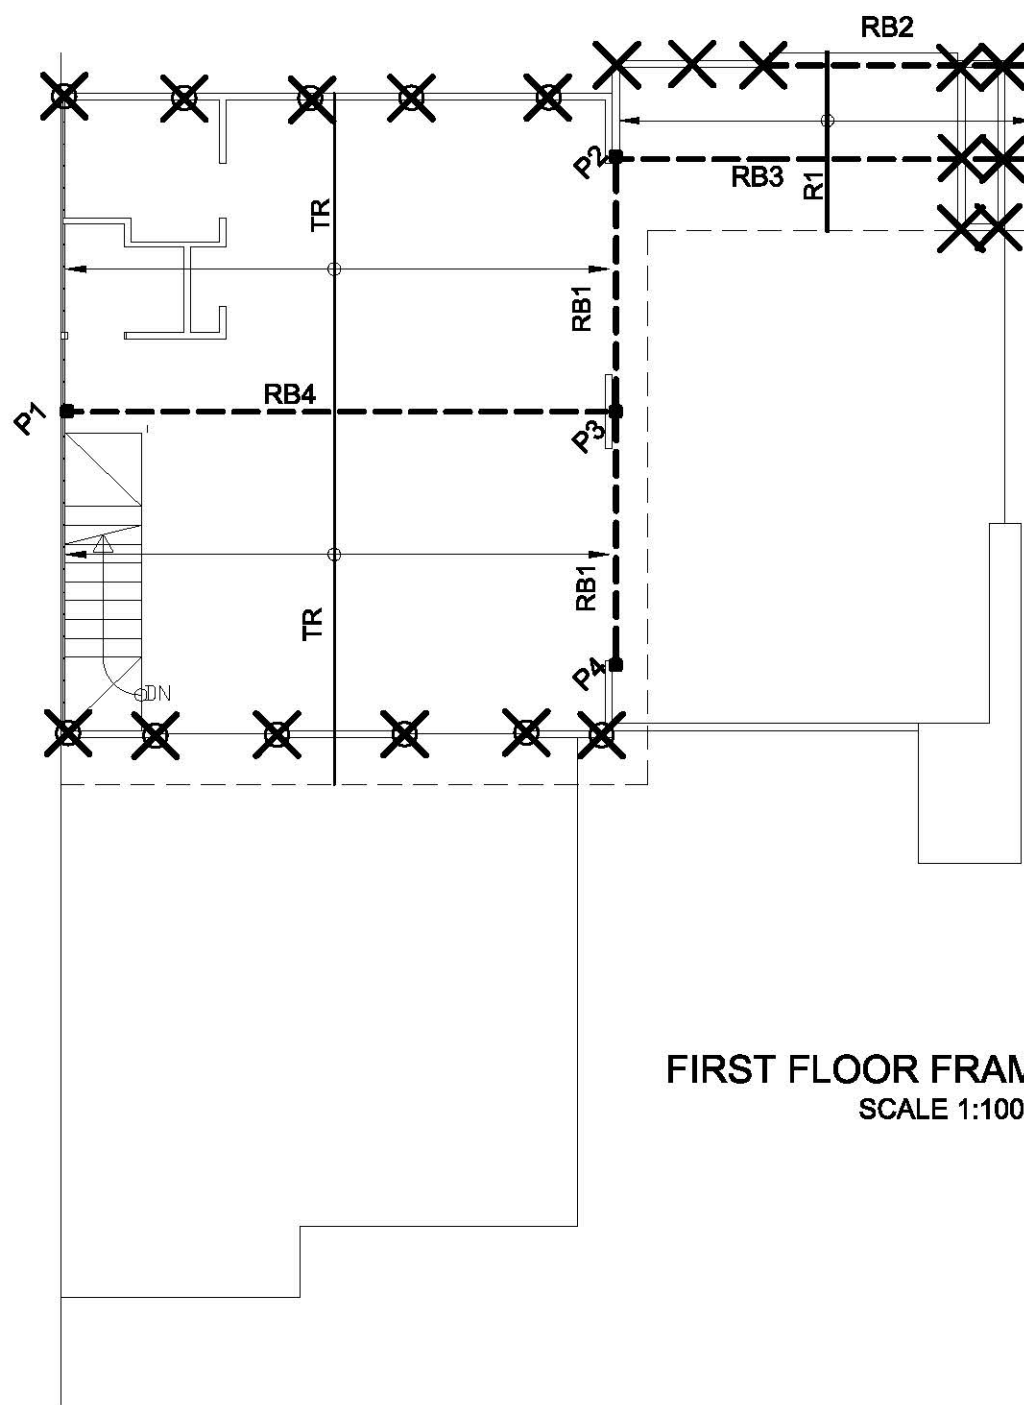 RB2
P2
RB3
R1
TR
RB1
RB4
P1
P3
RB1
TR
P4
DN
FIRST FLOOR FRAM
SCALE 1:100